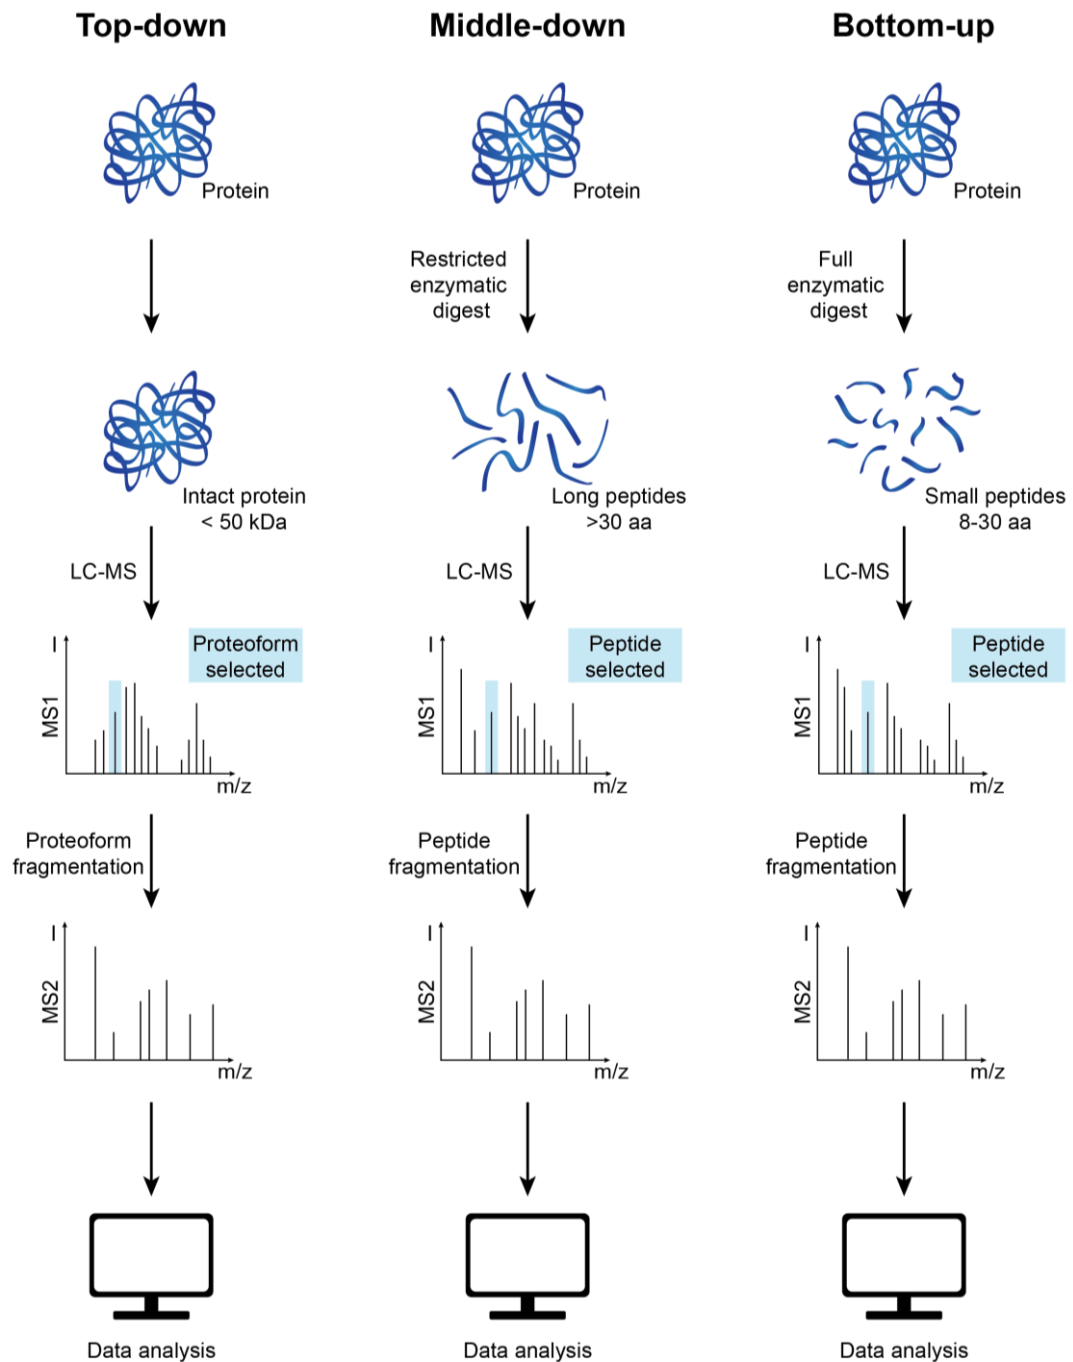 Top-down
Middle-down
Bottom-up
Protein
Protein
Protein
Restricted
enzymatic
digest
Full
enzymatic
digest
Intact protein
< 50 kDa
Long peptides
>30 aa
Small peptides
8-30 aa
LC-MS
LC-MS
LC-MS
I
MS1
Proteoform
selected
m/z
I
MS1
Peptide
selected
m/z
I
MS1
Peptide
selected
m/z
Proteoform
fragmentation
Peptide
fragmentation
Peptide
fragmentation
I
MS2
m/z
I
MS2
m/z
I
MS2
m/z
Data analysis
Data analysis
Data analysis